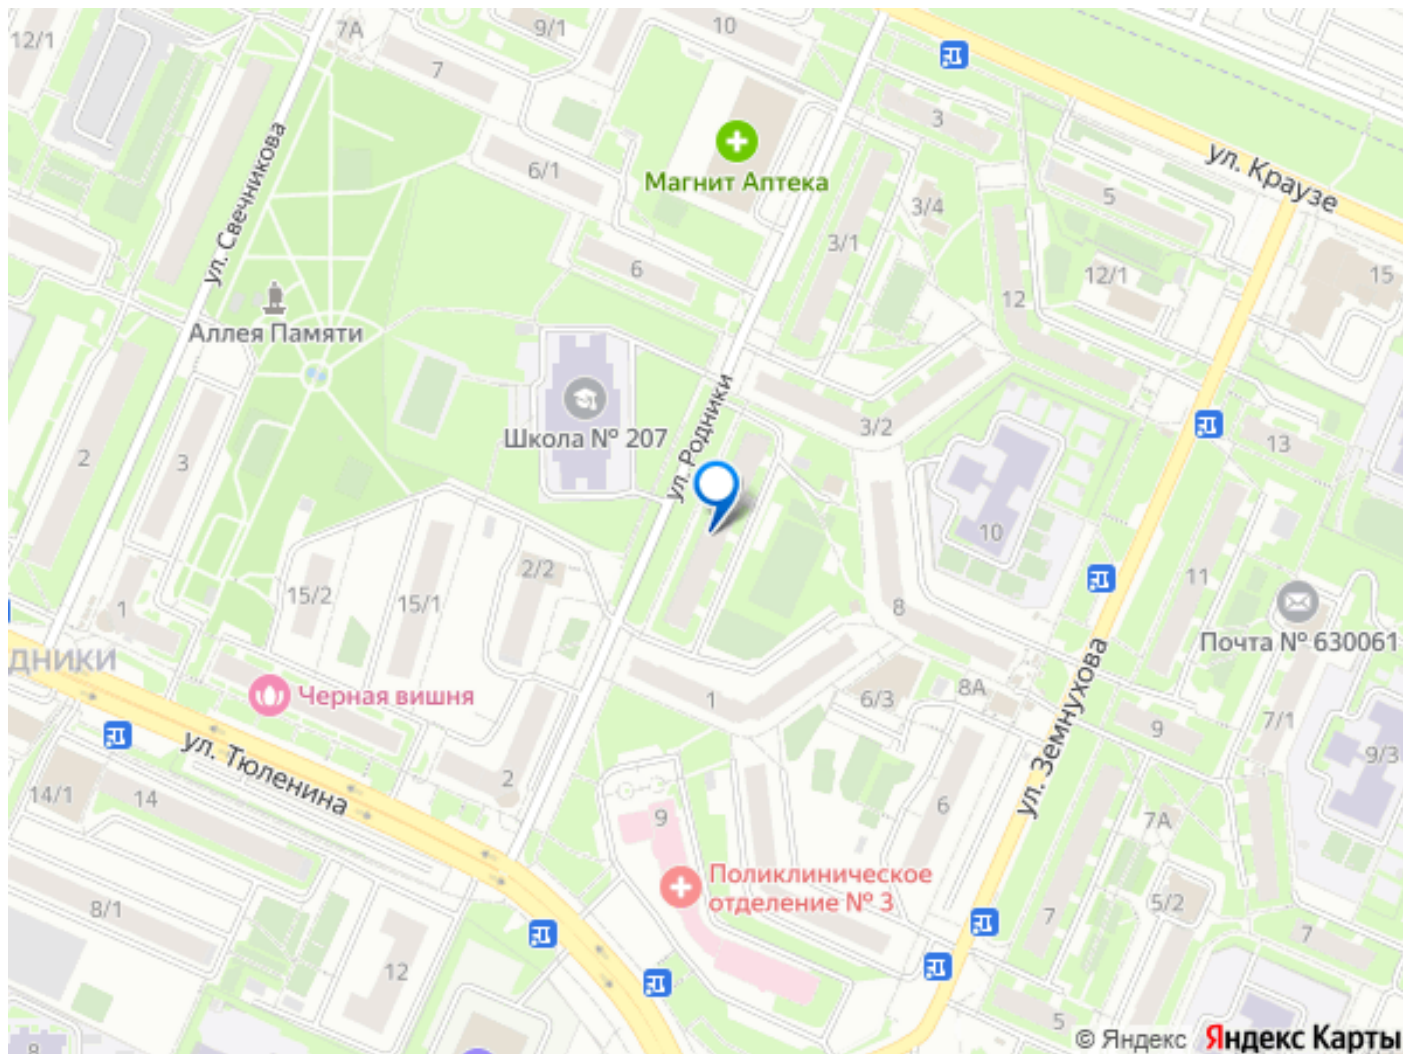 12/1
7А
9/1
10
7
3
ул. Краузе
ул. Свечникова
6/1
Магнит Аптека
5
3/4
3/1
6
12
12/1
15
Аллея Памяти
ул. Родники
Школа № 207
3/2
13
2
3
10
15/2
15/1
2/2
8
11
1
Почта № 630061
ДНИКИ
Черная вишня
1
6/3
8А
ул. Земнухова
9
7/1
9/3
ул. Тюленина
2
14/1
14
9
6
7А
Поликлиническое
отделение № 3
8/1
12
7
5/2
7
5
8
© Яндекс Яндекс Карты